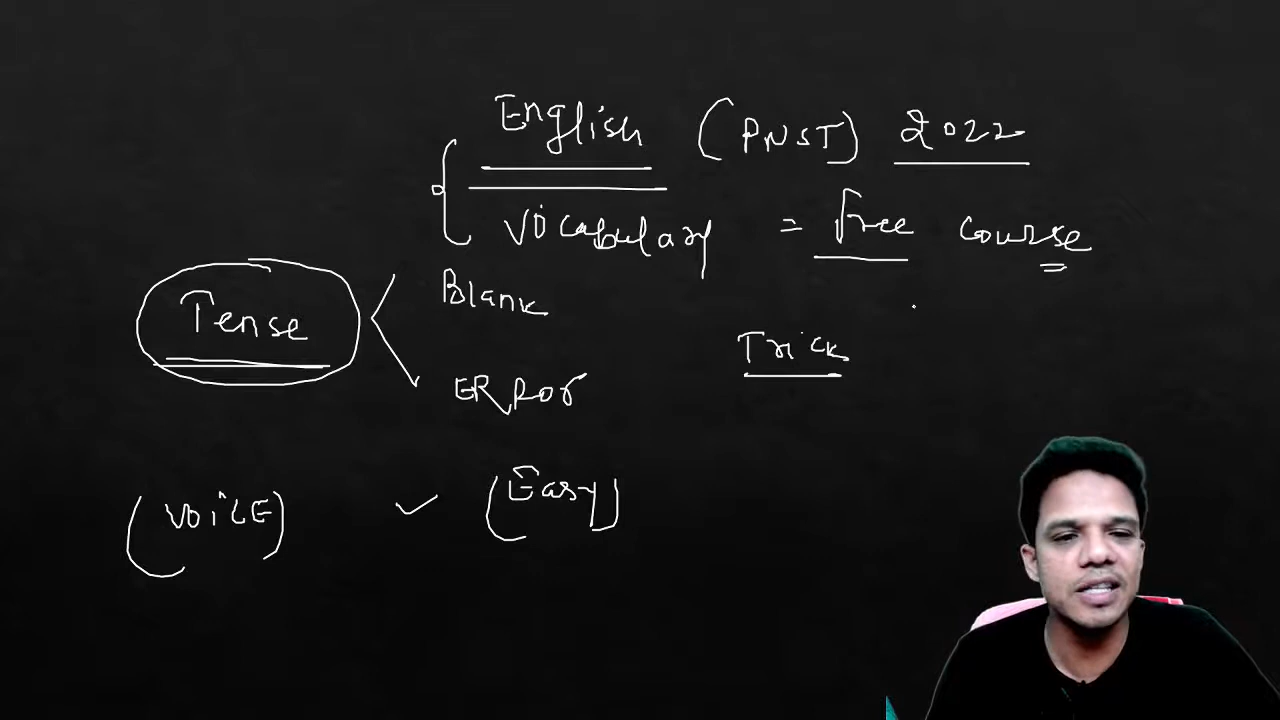 English (PNST) 2022
Vocabulary = free course
Tense
Blank
Trick
ERROr
(VOiCE) ✓ (Easy)